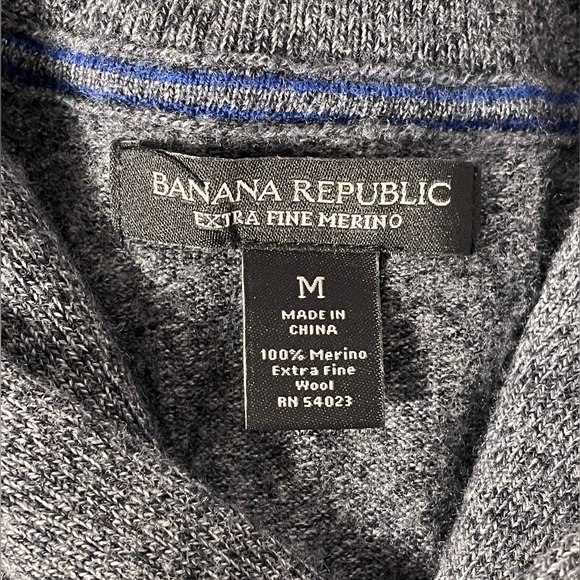 BANANA REPUBLIC
EXTRA FINE MERINO
M
MADE IN
CHINA
100% Merino
Extra Fine
Wool
RN 54023